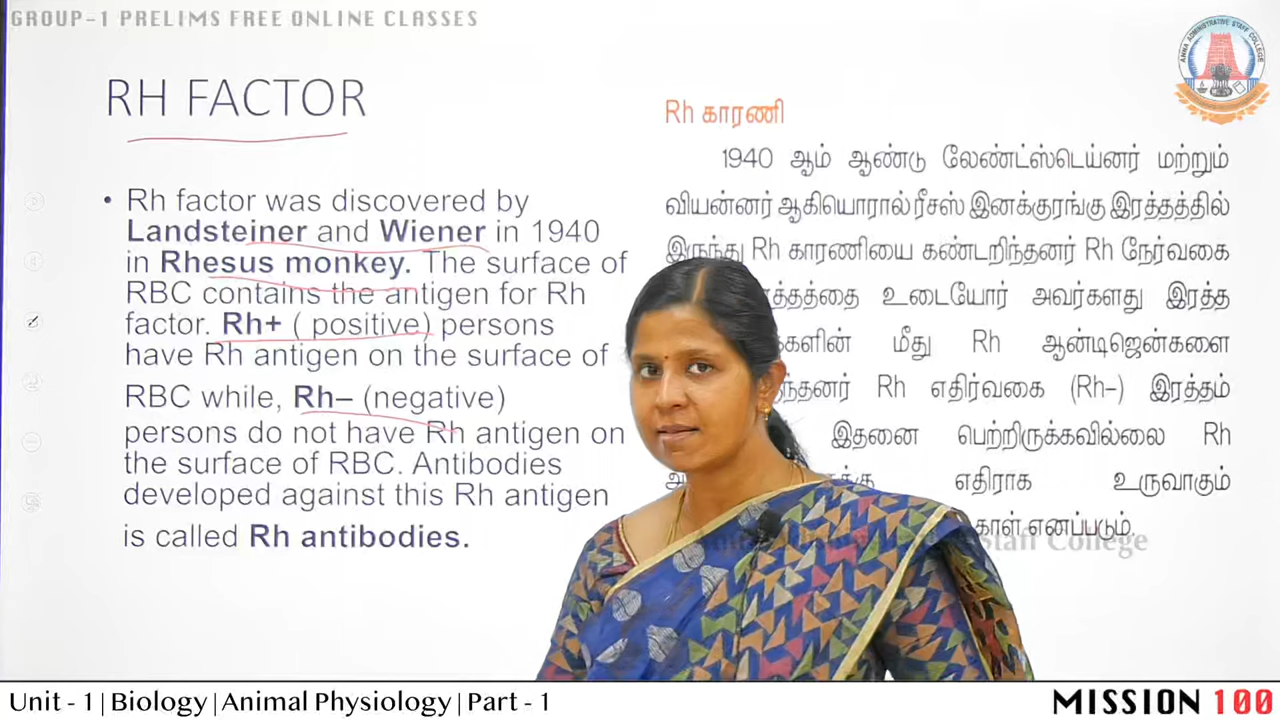 GROUP-1 PRELIMS FREE ONLINE CLASSES
ANNA ADMINISTRATIVE STAFF COLLEGE
RH FACTOR
• Rh factor was discovered by
Landsteiner and Wiener in 1940
in Rhesus monkey. The surface of
RBC contains the antigen for Rh
factor. Rh+ ( positive) persons
have Rh antigen on the surface of
RBC while, Rh– (negative)
persons do not have Rh antigen on
the surface of RBC. Antibodies
developed against this Rh antigen
is called Rh antibodies.
Rh காரணி
1940 ஆம் ஆண்டு லேண்ட்ஸ்டெய்னர் மற்றும்
வியன்னர் ஆகியொரால் ரீசஸ் இனக்குரங்கு இரத்தத்தில்
இருந்து Rh காரணியை கண்டறிந்தனர் Rh நேர்வகை
உடையோர் அவர்களது இரத்த
மீது Rh ஆன்டிஜென்களை
Rh எதிர்வகை (Rh–) இரத்தம்
இதனை பெற்றிருக்கவில்லை Rh
எதிராக உருவாகும்
எனப்படும்.
Staff College
Unit - 1 | Biology | Animal Physiology | Part - 1
MISSION 100